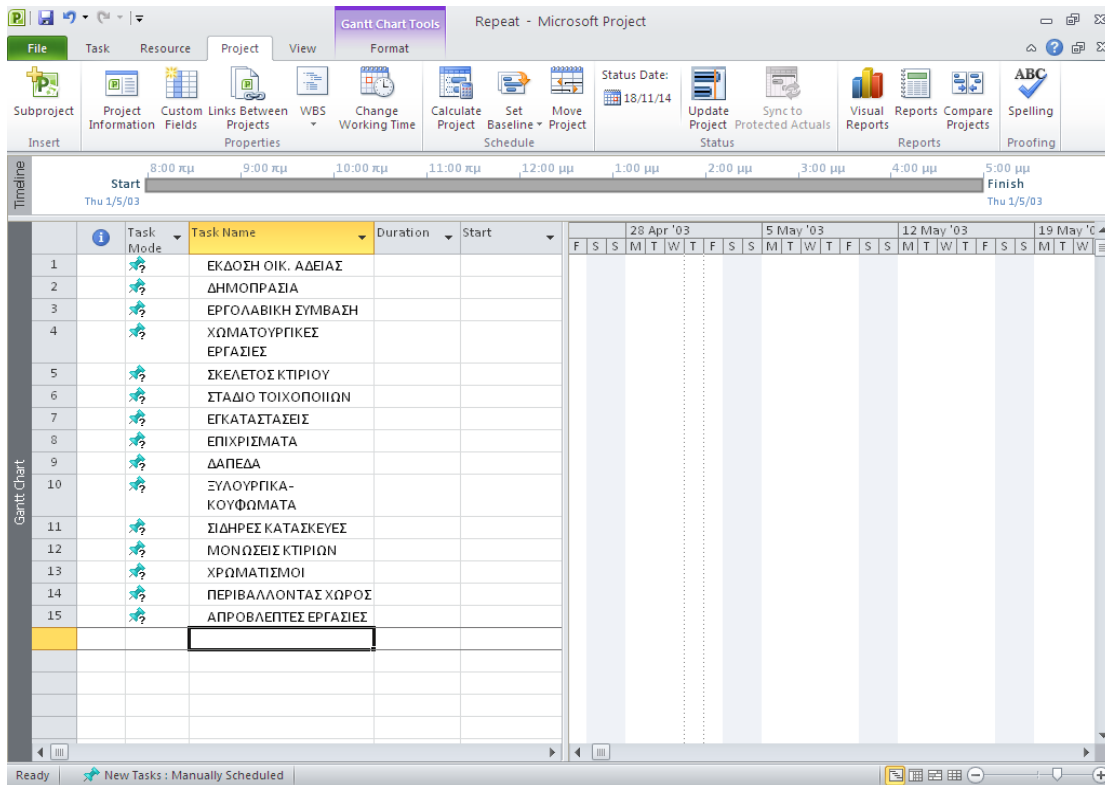 Gantt Chart Tools
Repeat - Microsoft Project
File Task Resource Project View Format
Subproject
Insert
Project Information
Custom Fields
Links Between Projects
WBS
Change Working Time
Properties
Calculate Project
Set Baseline
Move Project
Schedule
Status Date:
18/11/14
Update Project
Sync to Protected Actuals
Status
Visual Reports
Reports
Compare Projects
Reports
ABC
Spelling
Proofing
Timeline
8:00 πμ 9:00 πμ 10:00 πμ 11:00 πμ 12:00 μμ 1:00 μμ 2:00 μμ 3:00 μμ 4:00 μμ 5:00 μμ
Start Finish
Thu 1/5/03 Thu 1/5/03
Gantt Chart
Task Mode Task Name Duration Start
28 Apr '03 5 May '03 12 May '03 19 May '0
F S S M T W T F S S M T W T F S S M T W T F S S M T W
1 ΕΚΔΟΣΗ ΟΙΚ. ΑΔΕΙΑΣ
2 ΔΗΜΟΠΡΑΣΙΑ
3 ΕΡΓΟΛΑΒΙΚΗ ΣΥΜΒΑΣΗ
4 ΧΩΜΑΤΟΥΡΓΙΚΕΣ
ΕΡΓΑΣΙΕΣ
5 ΣΚΕΛΕΤΟΣ ΚΤΙΡΙΟΥ
6 ΣΤΑΔΙΟ ΤΟΙΧΟΠΟΙΙΩΝ
7 ΕΓΚΑΤΑΣΤΑΣΕΙΣ
8 ΕΠΙΧΡΙΣΜΑΤΑ
9 ΔΑΠΕΔΑ
10 ΞΥΛΟΥΡΓΙΚΑ-
ΚΟΥΦΩΜΑΤΑ
11 ΣΙΔΗΡΕΣ ΚΑΤΑΣΚΕΥΕΣ
12 ΜΟΝΩΣΕΙΣ ΚΤΙΡΙΩΝ
13 ΧΡΩΜΑΤΙΣΜΟΙ
14 ΠΕΡΙΒΑΛΛΟΝΤΑΣ ΧΩΡΟΣ
15 ΑΠΡΟΒΛΕΠΤΕΣ ΕΡΓΑΣΙΕΣ
Ready New Tasks : Manually Scheduled